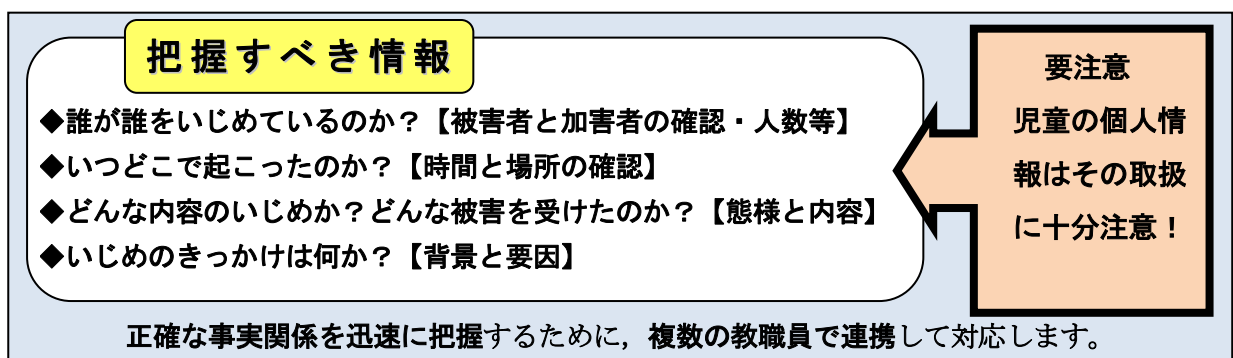 把握すべき情報
◆誰が誰をいじめているのか？【被害者と加害者の確認・人数等】
◆いつどこで起こったのか？【時間と場所の確認】
◆どんな内容のいじめか？どんな被害を受けたのか？【態様と内容】
◆いじめのきっかけは何か？【背景と要因】
要注意
児童の個人情
報はその取扱
に十分注意！
正確な事実関係を迅速に把握するために，複数の教職員で連携して対応します。